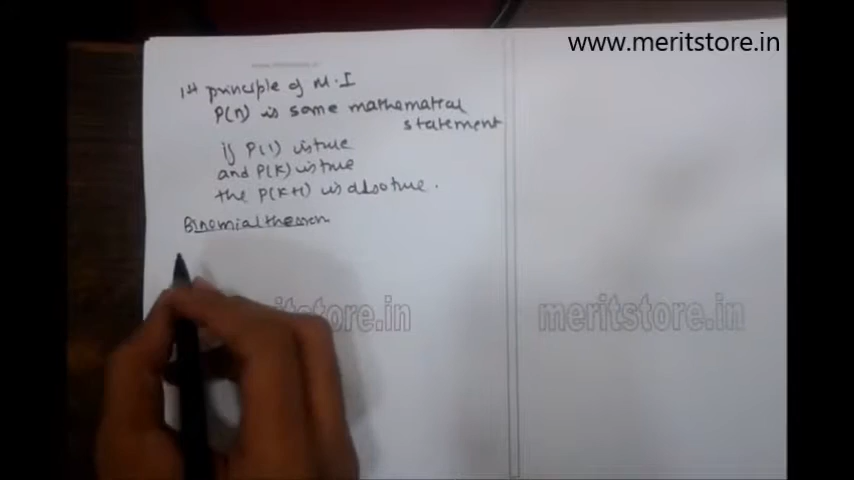 www.meritstore.in
1st principle of M.I
P(n) is some mathematical
statement
if P(1) is true
and P(K) is true
the P(K+1) is also true.
Binomial theorem
meritstore.in
meritstore.in